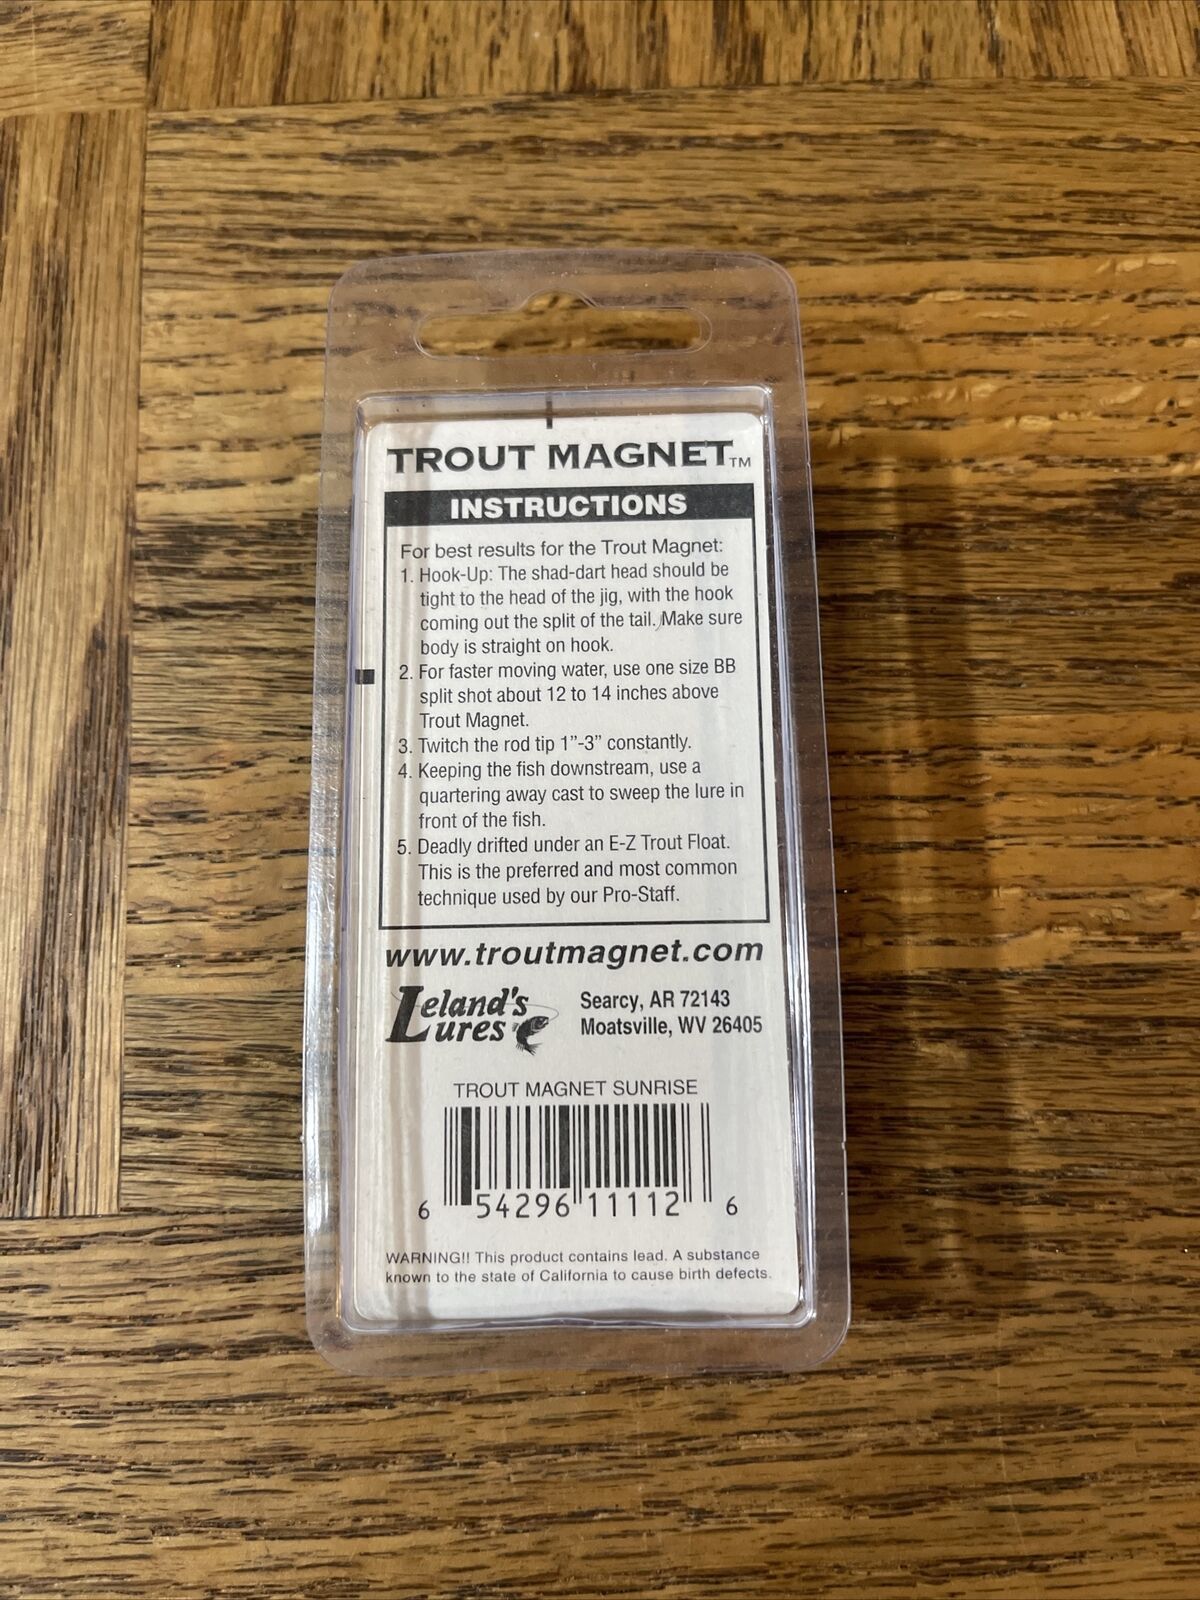 TROUT MAGNET™
INSTRUCTIONS
For best results for the Trout Magnet:
1. Hook-Up: The shad-dart head should be
tight to the head of the jig, with the hook
coming out the split of the tail. Make sure
body is straight on hook.
2. For faster moving water, use one size BB
split shot about 12 to 14 inches above
Trout Magnet.
3. Twitch the rod tip 1”-3” constantly.
4. Keeping the fish downstream, use a
quartering away cast to sweep the lure in
front of the fish.
5. Deadly drifted under an E-Z Trout Float.
This is the preferred and most common
technique used by our Pro-Staff.
www.troutmagnet.com
Leland's
Lures
Searcy, AR 72143
Moatsville, WV 26405
TROUT MAGNET SUNRISE
6 54296 11112 6
WARNING!! This product contains lead. A substance
known to the state of California to cause birth defects.